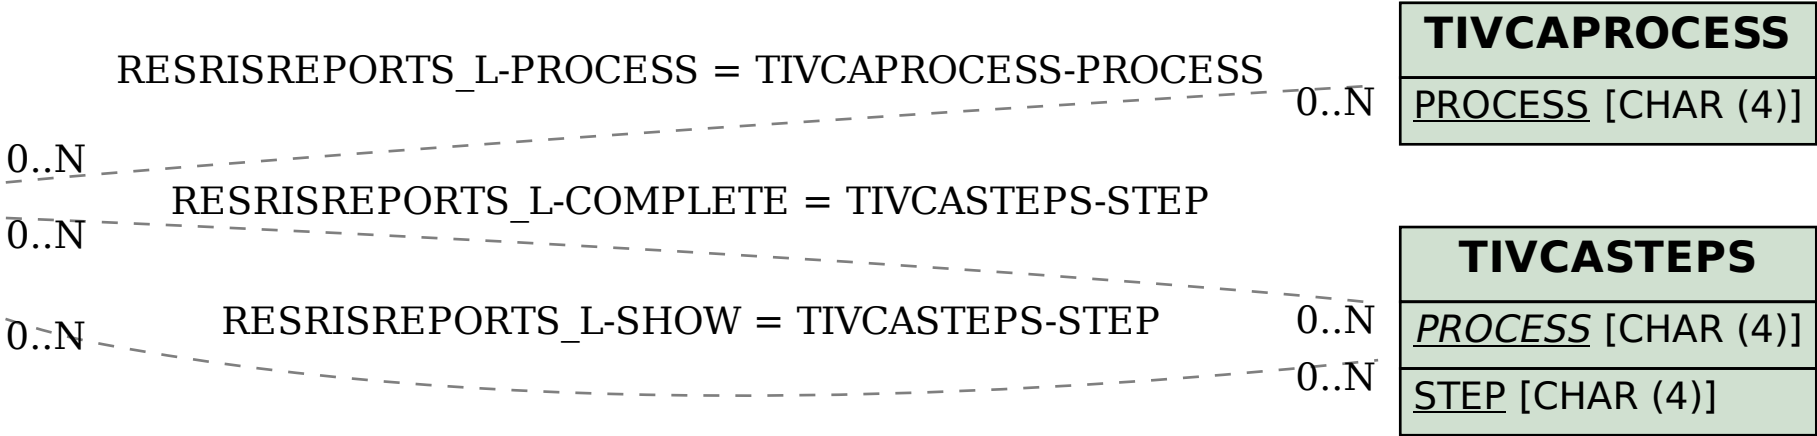 TIVCAPROCESS
RESRISREPORTS_L-PROCESS = TIVCAPROCESS-PROCESS
0..N
PROCESS [CHAR (4)]
0..N
RESRISREPORTS_L-COMPLETE = TIVCASTEPS-STEP
0..N
TIVCASTEPS
RESRISREPORTS_L-SHOW = TIVCASTEPS-STEP
0..N
0..N
PROCESS [CHAR (4)]
0..N
STEP [CHAR (4)]